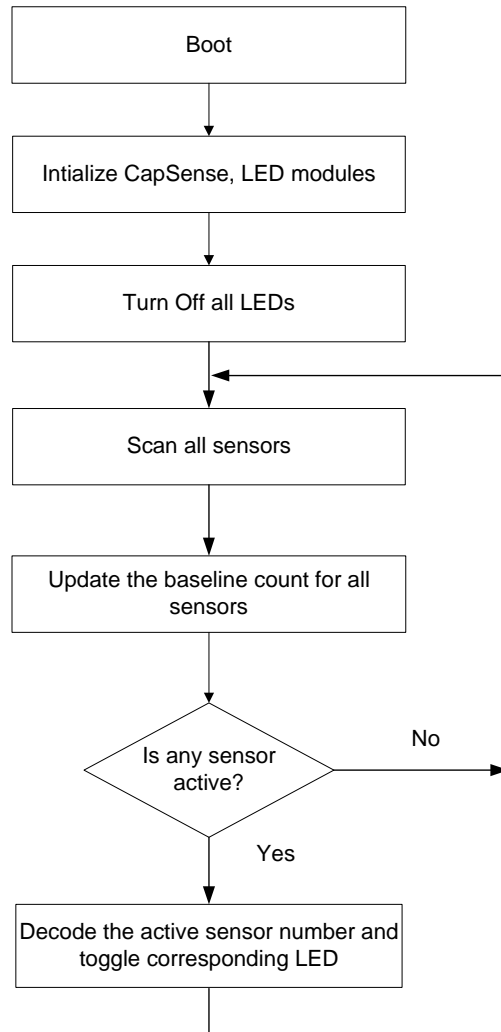 Boot
Intialize CapSense, LED modules
Turn Off all LEDs
Scan all sensors
Update the baseline count for all
sensors
Is any sensor
active?
No
Yes
Decode the active sensor number and
toggle corresponding LED